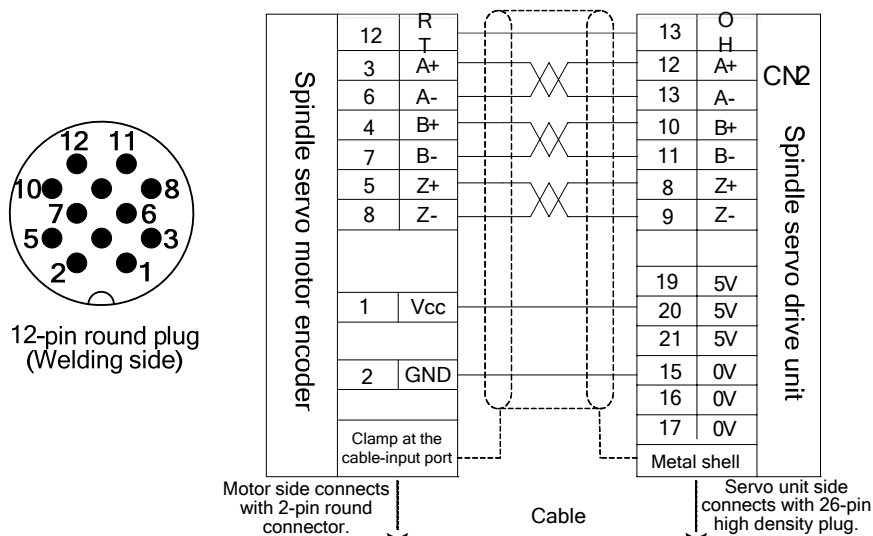 12 11
10 8
7 6
5 3
2 1
12-pin round plug
(Welding side)
Spindle servo motor encoder
12 RT
3 A+
6 A-
4 B+
7 B-
5 Z+
8 Z-
1 Vcc
2 GND
Clamp at the
cable-input port
Motor side connects
with 2-pin round
connector.
Cable
13 OH
12 A+
13 A-
10 B+
11 B-
8 Z+
9 Z-
19 5V
20 5V
21 5V
15 0V
16 0V
17 0V
Metal shell
CN2
Spindle servo drive unit
Servo unit side
connects with 26-pin
high density plug.